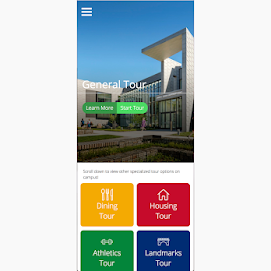 General Tour
Learn More
Start Tour
Scroll down to view other specialized tour options on
campus!
Dining
Tour
Housing
Tour
Athletics
Tour
Landmarks
Tour